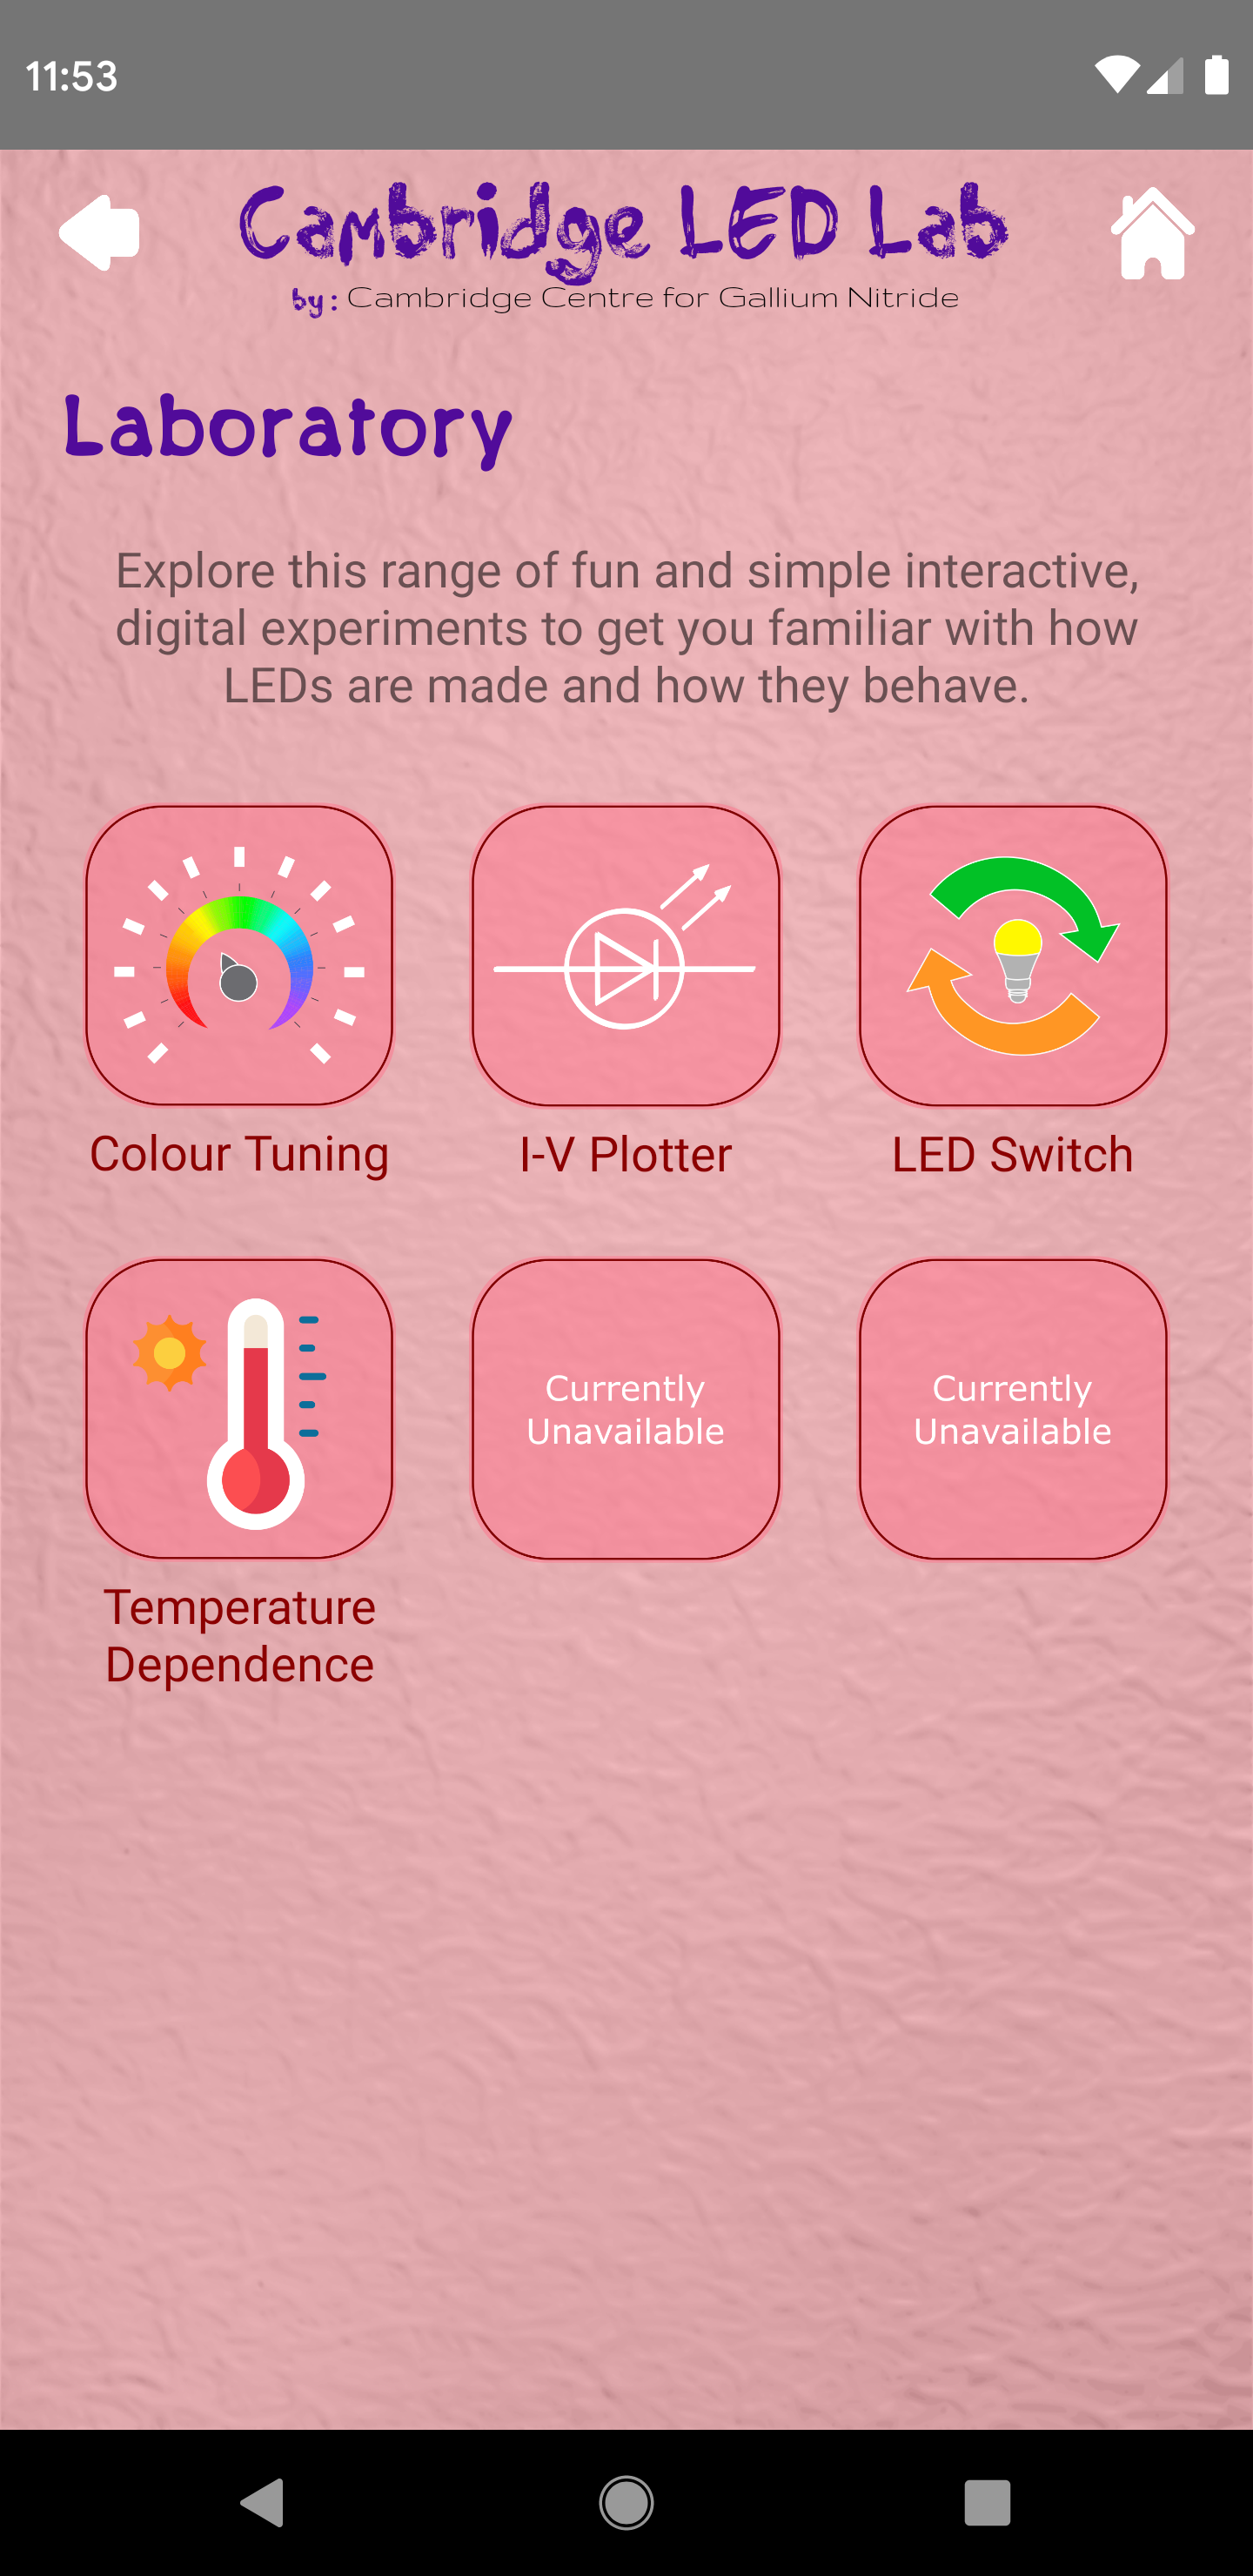 11:53
Cambridge LED Lab
by: Cambridge Centre for Gallium Nitride
Laboratory
Explore this range of fun and simple interactive,
digital experiments to get you familiar with how
LEDs are made and how they behave.
Colour Tuning
I-V Plotter
LED Switch
Currently
Unavailable
Currently
Unavailable
Temperature
Dependence